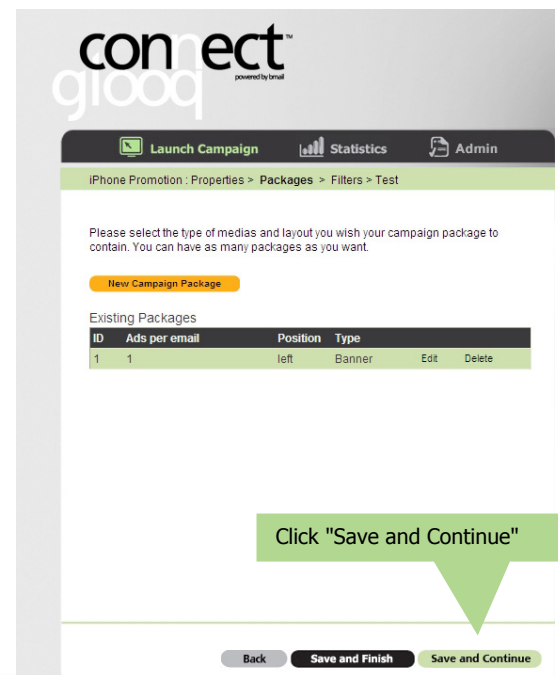 connect™
powered by bmail
glooq
Launch Campaign Statistics Admin
iPhone Promotion : Properties > Packages > Filters > Test
Please select the type of medias and layout you wish your campaign package to
contain. You can have as many packages as you want.
New Campaign Package
Existing Packages
ID Ads per email Position Type
1 1 left Banner Edit Delete
Click "Save and Continue"
Back Save and Finish Save and Continue